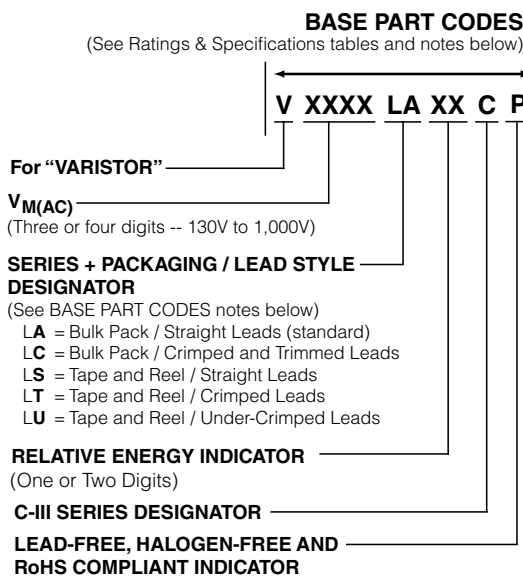 BASE PART CODES
(See Ratings & Specifications tables and notes below)
V XXXX LA XX C P
For “VARISTOR”
VM(AC)
(Three or four digits -- 130V to 1,000V)
SERIES + PACKAGING / LEAD STYLE
DESIGNATOR
(See BASE PART CODES notes below)
LA = Bulk Pack / Straight Leads (standard)
LC = Bulk Pack / Crimped and Trimmed Leads
LS = Tape and Reel / Straight Leads
LT = Tape and Reel / Crimped Leads
LU = Tape and Reel / Under-Crimped Leads
RELATIVE ENERGY INDICATOR
(One or Two Digits)
C-III SERIES DESIGNATOR
LEAD-FREE, HALOGEN-FREE AND
RoHS COMPLIANT INDICATOR